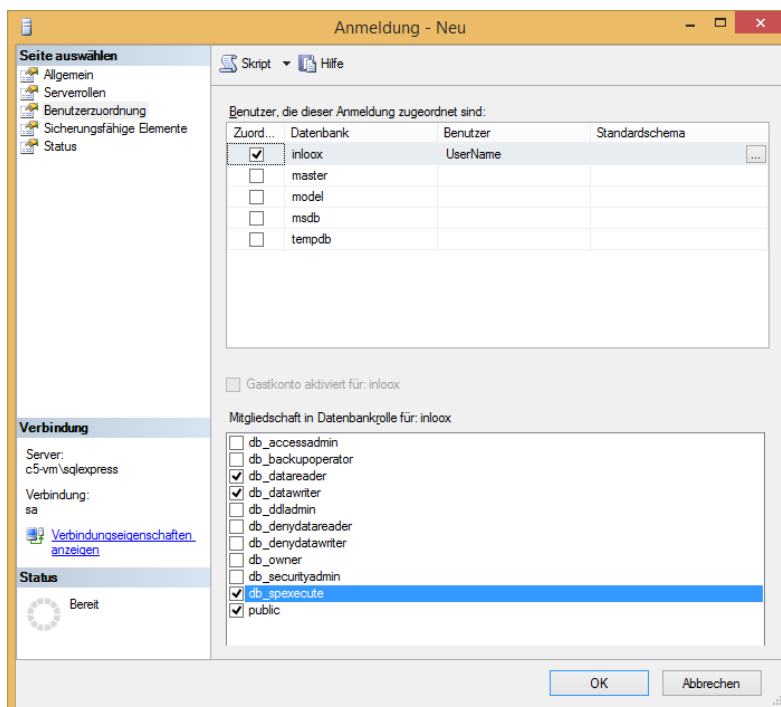 Anmeldung - Neu
Seite auswählen
Allgemein
Serverrollen
Benutzerzuordnung
Sicherungsfähige Elemente
Status
Skript Hilfe
Benutzer, die dieser Anmeldung zugeordnet sind:
Zuord... Datenbank Benutzer Standardschema
inloox UserName ...
master
model
msdb
tempdb
Gastkonto aktiviert für: inloox
Mitgliedschaft in Datenbankrolle für: inloox
db_accessadmin
db_backupoperator
db_datareader
db_datawriter
db_ddladmin
db_denydatareader
db_denydatawriter
db_owner
db_securityadmin
db_spexecute
public
Verbindung
Server:
c5-vm\sqlexpress
Verbindung:
sa
Verbindungseigenschaften
anzeigen
Status
Bereit
OK Abbrechen